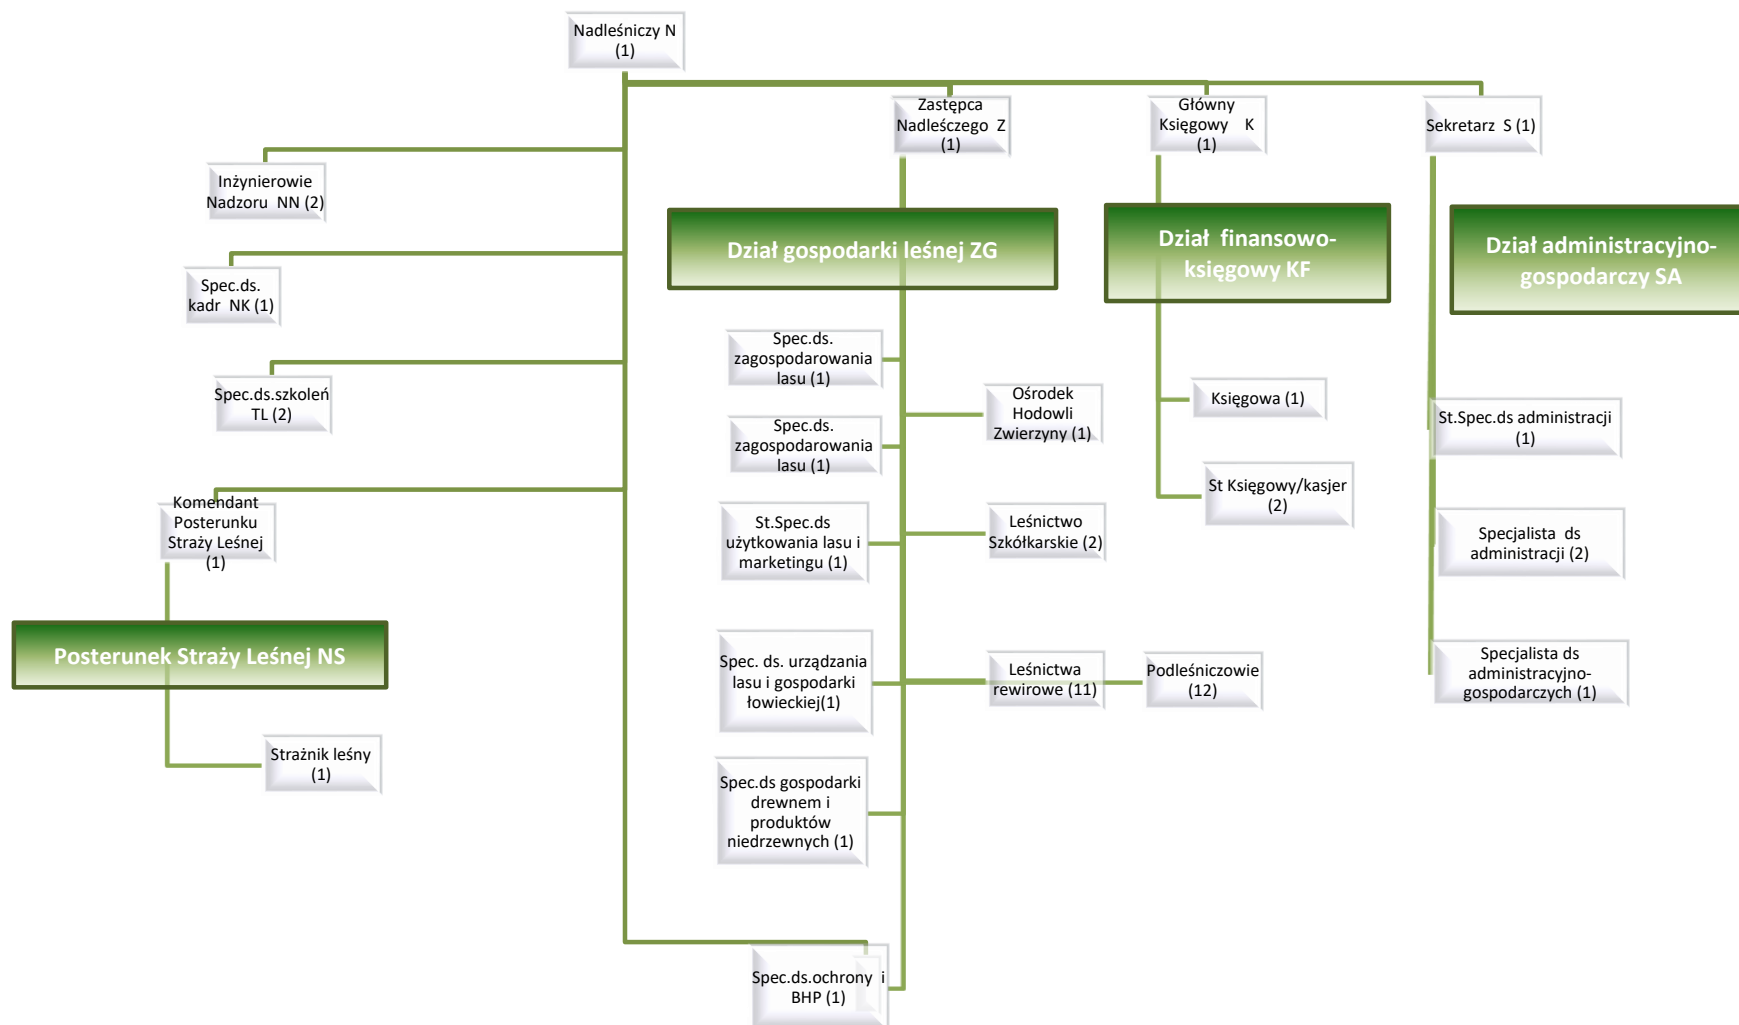 Nadleśniczy N
(1)
Zastępca
Nadleśczego Z
(1)
Główny
Księgowy K
(1)
Sekretarz S (1)
Inżynierowie
Nadzoru NN (2)
Spec.ds.
kadr NK (1)
Spec.ds.szkoleń
TL (2)
Komendant
Posterunku
Straży Leśnej
(1)
Posterunek Straży Leśnej NS
Strażnik leśny
(1)
Dział gospodarki leśnej ZG
Spec.ds.
zagospodarowania
lasu (1)
Spec.ds.
zagospodarowania
lasu (1)
St.Spec.ds
użytkowania lasu i
marketingu (1)
Spec. ds. urządzania
lasu i gospodarki
łowieckiej(1)
Spec.ds gospodarki
drewnem i
produktów
niedrzewnych (1)
Spec.ds.ochrony i
BHP (1)
Ośrodek
Hodowli
Zwierzyny (1)
Leśnictwo
Szkółkarskie (2)
Leśnictwa
rewirowe (11)
Podleśniczowie
(12)
Dział finansowo-
księgowy KF
Księgowa (1)
St Księgowy/kasjer
(2)
Dział administracyjno-
gospodarczy SA
St.Spec.ds administracji
(1)
Specjalista ds
administracji (2)
Specjalista ds
administracyjno-
gospodarczych (1)